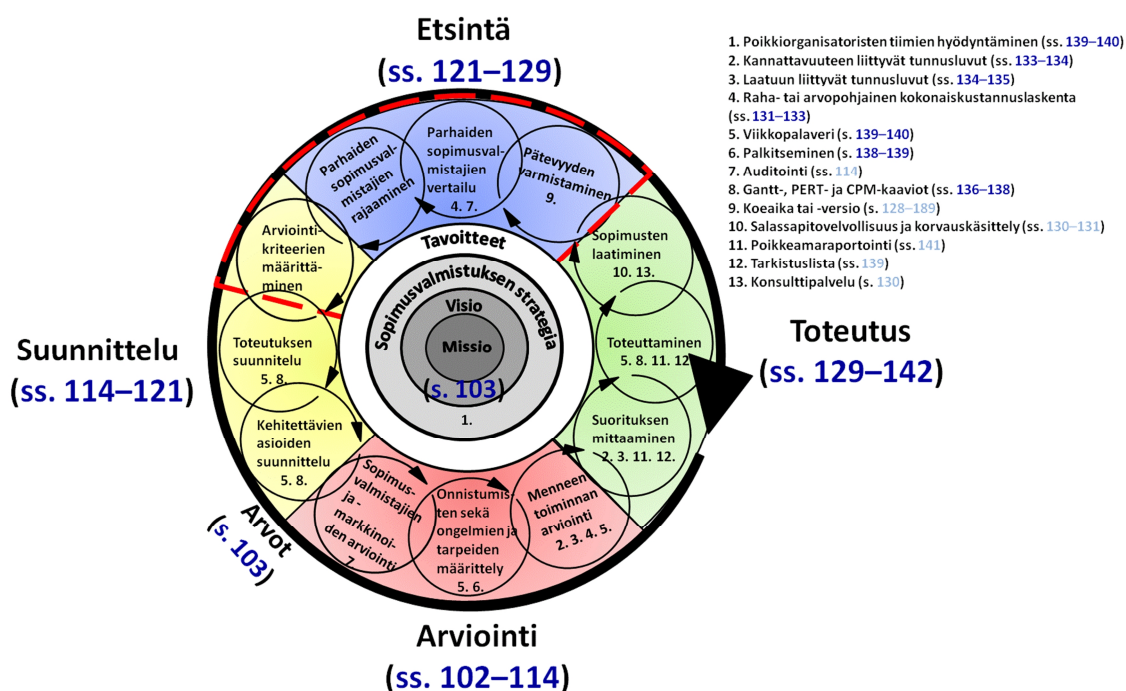 Etsintä
(ss. 121–129)
1. Poikkiorganisatoristen tiimien hyödyntäminen (ss. 139–140)
2. Kannattavuuteen liittyvät tunnusluvut (ss. 133–134)
3. Laatuun liittyvät tunnusluvut (ss. 134–135)
4. Raha- tai arvopohjainen kokonaiskustannuslaskenta
(ss. 131–133)
5. Viikkopalaveri (s. 139–140)
6. Palkitseminen (s. 138–139)
7. Auditointi (ss. 114)
8. Gantt-, PERT- ja CPM-kaaviot (ss. 136–138)
9. Koeaika tai -versio (s. 128–189)
10. Salassapitovelvollisuus ja korvauskäsittely (ss. 130–131)
11. Poikkeamaraportointi (ss. 141)
12. Tarkistuslista (ss. 139)
13. Konsulttipalvelu (s. 130)
Parhaiden
sopimusval-
mistajien
rajaaminen
Parhaiden
sopimusval-
mistajien
vertailu
4. 7.
Pätevyyden
varmistaminen
9.
Arviointi-
kriteerien
määrittä-
minen
Sopimusten
laatiminen
10. 13.
Tavoitteet
Sopimusvalmistuksen strategia
Visio
Missio
(s. 103)
1.
Suunnittelu
(ss. 114–121)
Toteutuksen
suunnitelu
5. 8.
Toteuttaminen
5. 8. 11. 12.
Toteutus
(ss. 129–142)
Kehitettävien
asioiden
suunnittelu
5. 8.
Suorituksen
mittaaminen
2. 3. 11. 12.
Sopimus-
valmistajien
ja -
markkinoi-
den arviointi
7.
Onnistumis-
ten sekä
ongelmien ja
tarpeiden
määrittely
5. 6.
Menneen
toiminnan
arviointi
2. 3. 4. 5.
Arvot
(s. 103)
Arviointi
(ss. 102–114)